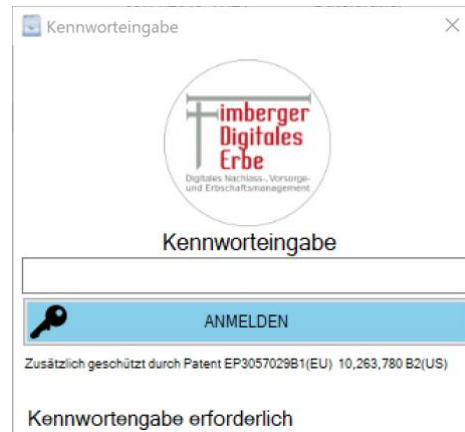 Kennworteingabe
Timberger
Digitales
Erbe
Digitales Nachlass-, Vorsorge-
und Erbschaftsmanagement
Kennworteingabe
ANMELDEN
Zusätzlich geschützt durch Patent EP3057029B1(EU) 10,263,780 B2(US)
Kennwortengabe erforderlich